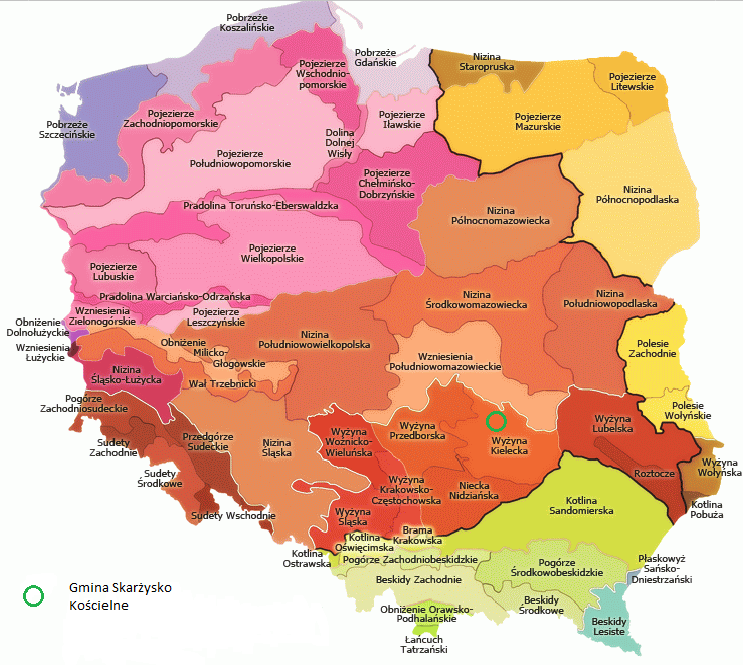 Pobrzeże
Koszalińskie
Pobrzeże
Gdańskie
Nizina
Staropruska
Pojezierze
Litewskie
Pojezierze
Wschodnio-
pomorskie
Pobrzeże
Szczecińskie
Pojezierze
Zachodniopomorskie
Pojezierze
Iławskie
Pojezierze
Mazurskie
Dolina
Dolnej
Wisły
Pojezierze
Południowopomorskie
Pojezierze
Chełmińsko-
Dobrzyńskie
Nizina
Północnopodlaska
Pradolina Toruńsko-Eberswaldzka
Nizina
Północnomazowiecka
Pojezierze
Wielkopolskie
Pojezierze
Lubuskie
Pradolina Warciańsko-Odrzańska
Nizina
Środkowomazowiecka
Nizina
Południowopodlaska
Wzniesienia
Zielonogórskie
Pojezierze
Leszczyńskie
Obniżenie
Dolnołużyckie
Wzniesienia
Łużyckie
Obniżenie
Milicko-
Głogowskie
Nizina
Południowowielkopolska
Wzniesienia
Południowomazowieckie
Polesie
Zachodnie
Nizina
Śląsko-Łużycka
Wał Trzebnicki
Pogórze
Zachodniosudeckie
Polesie
Wołyńskie
Sudety
Zachodnie
Przedgórze
Sudeckie
Nizina
Śląska
Wyżyna
Woźnicko-
Wieluńska
Wyżyna
Przedborska
Wyżyna
Kielecka
Wyżyna
Lubelska
Roztocze
Wyżyna
Wołyńska
Sudety
Środkowe
Wyżyna
Krakowsko-
Częstochowska
Niecka
Nidziańska
Kotlina
Sandomierska
Kotlina
Pobuża
Sudety Wschodnie
Wyżyna
Śląska
Brama
Krakowska
Kotlina
Oświęcimska
Kotlina
Ostrawska
Pogórze Zachodniobeskidzkie
Pogórze
Środkowobeskidzkie
Płaskowyż
Sańsko-
Dniestrzański
Beskidy Zachodnie
Gmina Skarżysko
Kościelne
Obniżenie Orawsko-
Podhalańskie
Beskidy
Środkowe
Beskidy
Lesiste
Łańcuch
Tatrzański